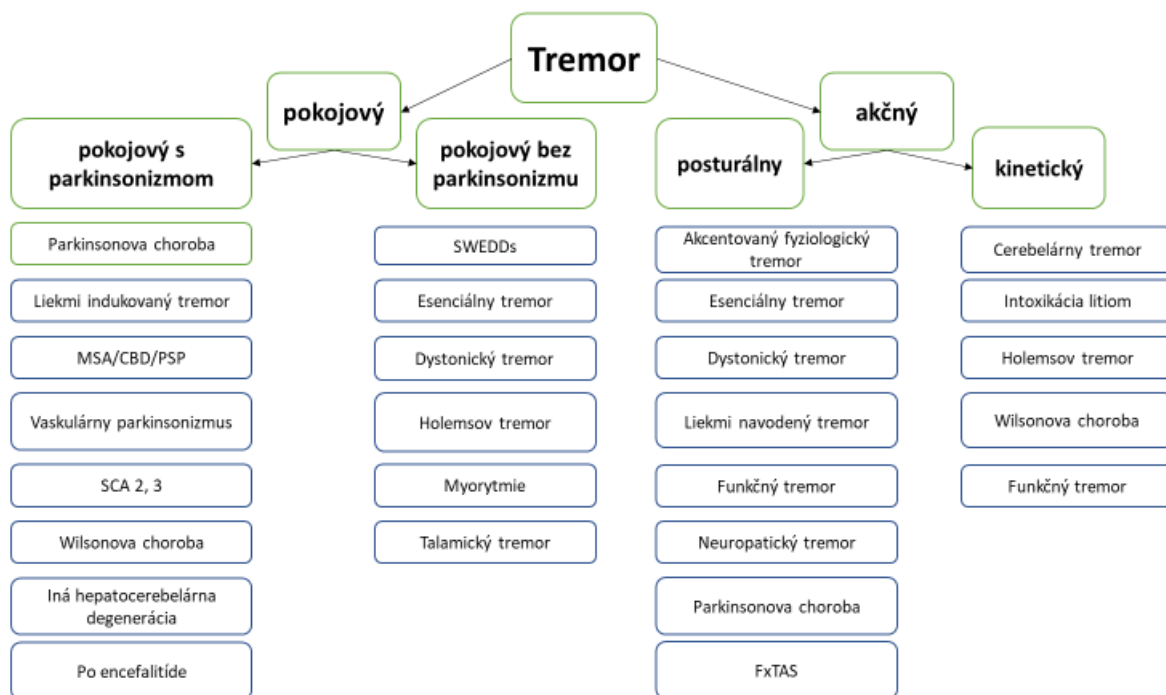 Tremor
pokojový
akčný
pokojový s
parkinsonizmom
pokojový bez
parkinsonizmu
posturálny
kinetický
Parkinsonova choroba
Liekmi indukovaný tremor
MSA/CBD/PSP
Vaskulárny parkinsonizmus
SCA 2, 3
Wilsonova choroba
Iná hepatocerebelárna
degenerácia
Po encefalitíde
SWEDDs
Esenciálny tremor
Dystonický tremor
Holemsov tremor
Myorytmie
Talamický tremor
Akcentovaný fyziologický
tremor
Esenciálny tremor
Dystonický tremor
Liekmi navodený tremor
Funkčný tremor
Neuropatický tremor
Parkinsonova choroba
FxTAS
Cerebelárny tremor
Intoxikácia litiom
Holemsov tremor
Wilsonova choroba
Funkčný tremor